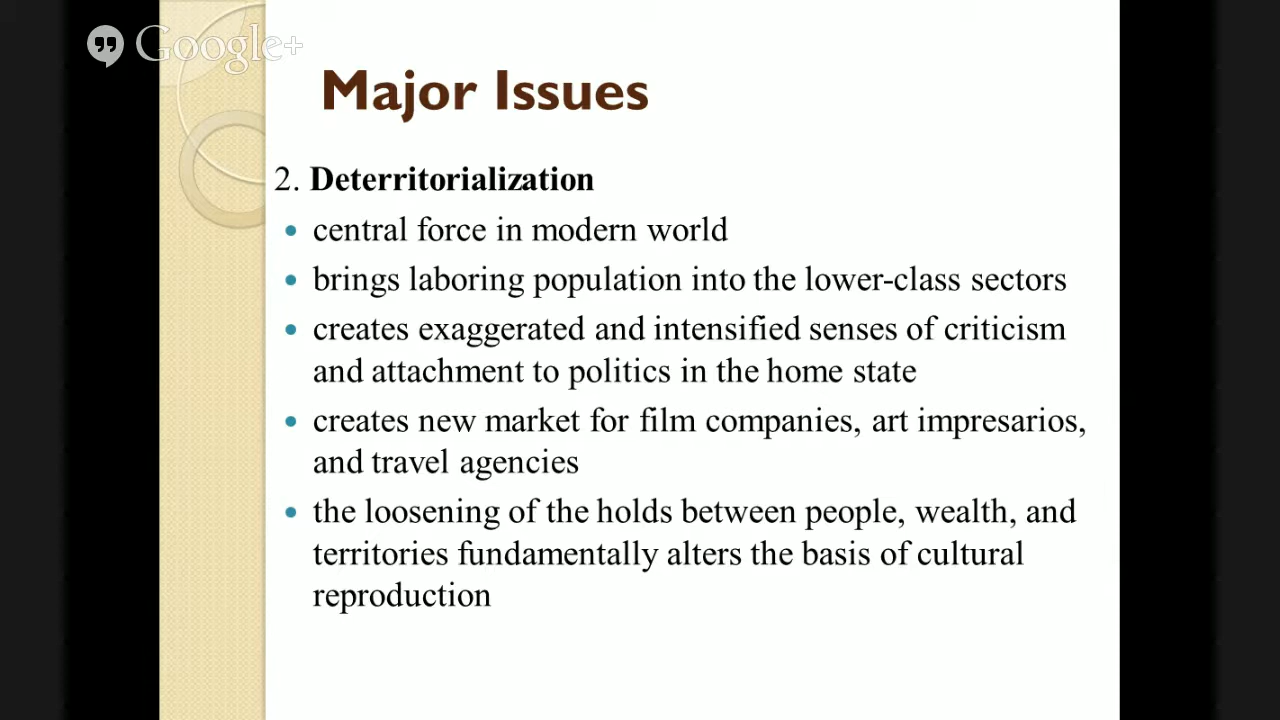 Google+
Major Issues
2. Deterritorialization
• central force in modern world
• brings laboring population into the lower-class sectors
• creates exaggerated and intensified senses of criticism
and attachment to politics in the home state
• creates new market for film companies, art impresarios,
and travel agencies
• the loosening of the holds between people, wealth, and
territories fundamentally alters the basis of cultural
reproduction